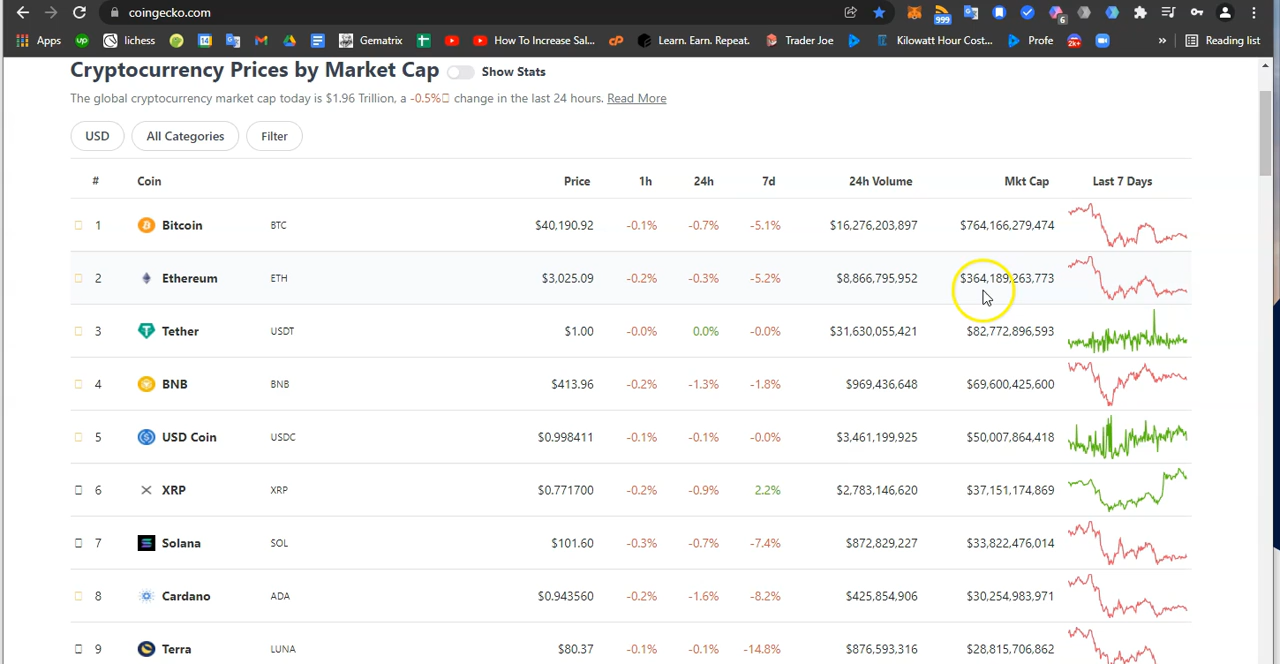 coingecko.com
999 6
Apps up lichess 14 Gematrix How To Increase Sal... CP Learn. Earn. Repeat. Trader Joe Kilowatt Hour Cost... Profe 2k+ » Reading list
Cryptocurrency Prices by Market Cap Show Stats
The global cryptocurrency market cap today is $1.96 Trillion, a -0.5% change in the last 24 hours. Read More
USD All Categories Filter
# Coin Price 1h 24h 7d 24h Volume Mkt Cap Last 7 Days
1 Bitcoin BTC $40,190.92 -0.1% -0.7% -5.1% $16,276,203,897 $764,166,279,474
2 Ethereum ETH $3,025.09 -0.2% -0.3% -5.2% $8,866,795,952 $364,189,263,773
3 Tether USDT $1.00 -0.0% 0.0% -0.0% $31,630,055,421 $82,772,896,593
4 BNB BNB $413.96 -0.2% -1.3% -1.8% $969,436,648 $69,600,425,600
5 USD Coin USDC $0.998411 -0.1% -0.1% -0.0% $3,461,199,925 $50,007,864,418
6 XRP XRP $0.771700 -0.2% -0.9% 2.2% $2,783,146,620 $37,151,174,869
7 Solana SOL $101.60 -0.3% -0.7% -7.4% $872,829,227 $33,822,476,014
8 Cardano ADA $0.943560 -0.2% -1.6% -8.2% $425,854,906 $30,254,983,971
9 Terra LUNA $80.37 -0.1% -0.1% -14.8% $876,593,316 $28,815,706,862